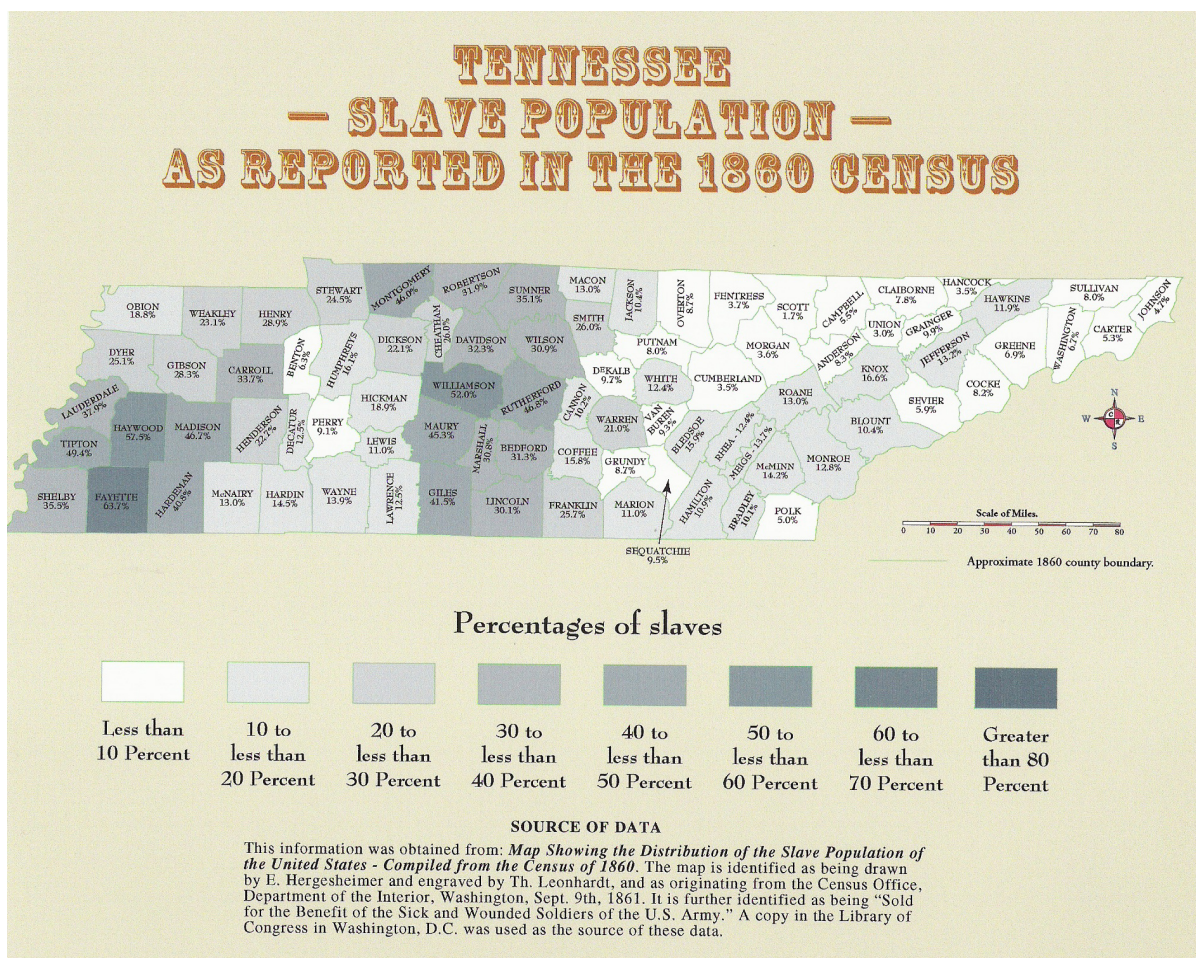 TENNESSEE
— SLAVE POPULATION —
AS REPORTED IN THE 1860 CENSUS
STEWART
24.5%
MONTGOMERY
46.0%
ROBERTSON
31.9%
SUMNER
35.1%
MACON
13.0%
JACKSON
10.4%
OVERTON
8.7%
FENTRESS
3.7%
SCOTT
1.7%
CAMPBELL
5.5%
CLAIBORNE
7.8%
HANCOCK
3.5%
HAWKINS
11.9%
SULLIVAN
8.0%
JOHNSON
4.7%
OBION
18.8%
WEAKLEY
23.1%
HENRY
28.9%
BENTON
6.3%
HUMPHREYS
16.1%
DICKSON
22.1%
CHEATHAM
26.0%
DAVIDSON
32.3%
WILSON
30.9%
SMITH
26.0%
PUTNAM
8.0%
MORGAN
3.6%
ANDERSON
8.3%
UNION
3.0%
GRAINGER
9.9%
JEFFERSON
13.2%
GREENE
6.9%
WASHINGTON
6.7%
CARTER
5.3%
DYER
25.1%
GIBSON
28.3%
CARROLL
33.7%
DEKALB
9.7%
WHITE
12.4%
CUMBERLAND
3.5%
ROANE
13.0%
KNOX
16.6%
COCKE
8.2%
SEVIER
5.9%
LAUDERDALE
37.9%
HAYWOOD
57.5%
MADISON
46.7%
HENDERSON
22.7%
DECATUR
12.5%
PERRY
9.1%
HICKMAN
18.9%
WILLIAMSON
52.0%
RUTHERFORD
46.8%
CANNON
10.2%
WARREN
21.0%
VAN
BUREN
9.3%
BLEDSOE
15.9%
RHEA - 12.4%
MEIGS - 13.7%
BLOUNT
10.4%
TIPTON
49.4%
LEWIS
11.0%
MAURY
45.3%
MARSHALL
30.8%
BEDFORD
31.3%
COFFEE
15.8%
GRUNDY
8.7%
McMINN
14.2%
MONROE
12.8%
SHELBY
35.5%
FAYETTE
63.7%
HARDEMAN
McNAIRY
13.0%
HARDIN
14.5%
WAYNE
13.9%
LAWRENCE
12.5%
GILES
41.5%
LINCOLN
30.1%
FRANKLIN
25.7%
MARION
11.0%
HAMILTON
10.9%
BRADLEY
10.1%
POLK
5.0%
SEQUATCHIE
9.5%
N
W E
S
Scale of Miles.
0 10 20 30 40 50 60 70 80
Approximate 1860 county boundary.
Percentages of slaves
Less than
10 Percent
10 to
less than
20 Percent
20 to
less than
30 Percent
30 to
less than
40 Percent
40 to
less than
50 Percent
50 to
less than
60 Percent
60 to
less than
70 Percent
Greater
than 80
Percent
SOURCE OF DATA
This information was obtained from: Map Showing the Distribution of the Slave Population of
the United States - Compiled from the Census of 1860. The map is identified as being drawn
by E. Hergesheimer and engraved by Th. Leonhardt, and as originating from the Census Office,
Department of the Interior, Washington, Sept. 9th, 1861. It is further identified as being “Sold
for the Benefit of the Sick and Wounded Soldiers of the U.S. Army.” A copy in the Library of
Congress in Washington, D.C. was used as the source of these data.